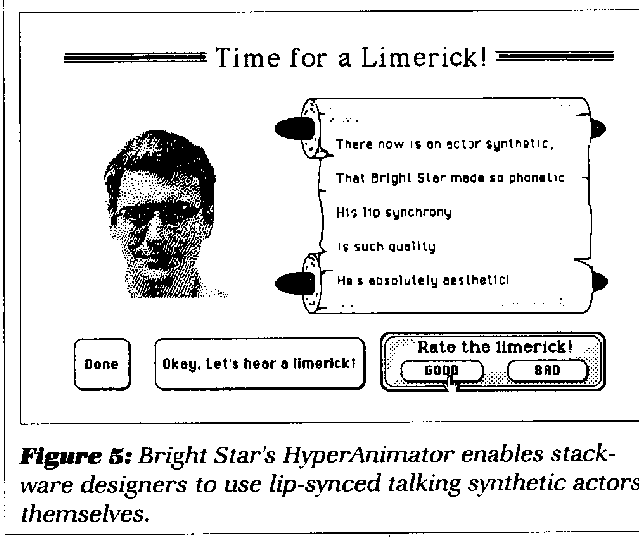 Time for a Limerick!
There now is an actor synthetic,
That Bright Star made so phonetic
His lip synchrony
Is such quality
He's absolutely aesthetic!
Done
Okay, Let's hear a limerick!
Rate the limerick!
GOOD
BAD
Figure 5: Bright Star's HyperAnimator enables stack-
ware designers to use lip-synced talking synthetic actors
themselves.